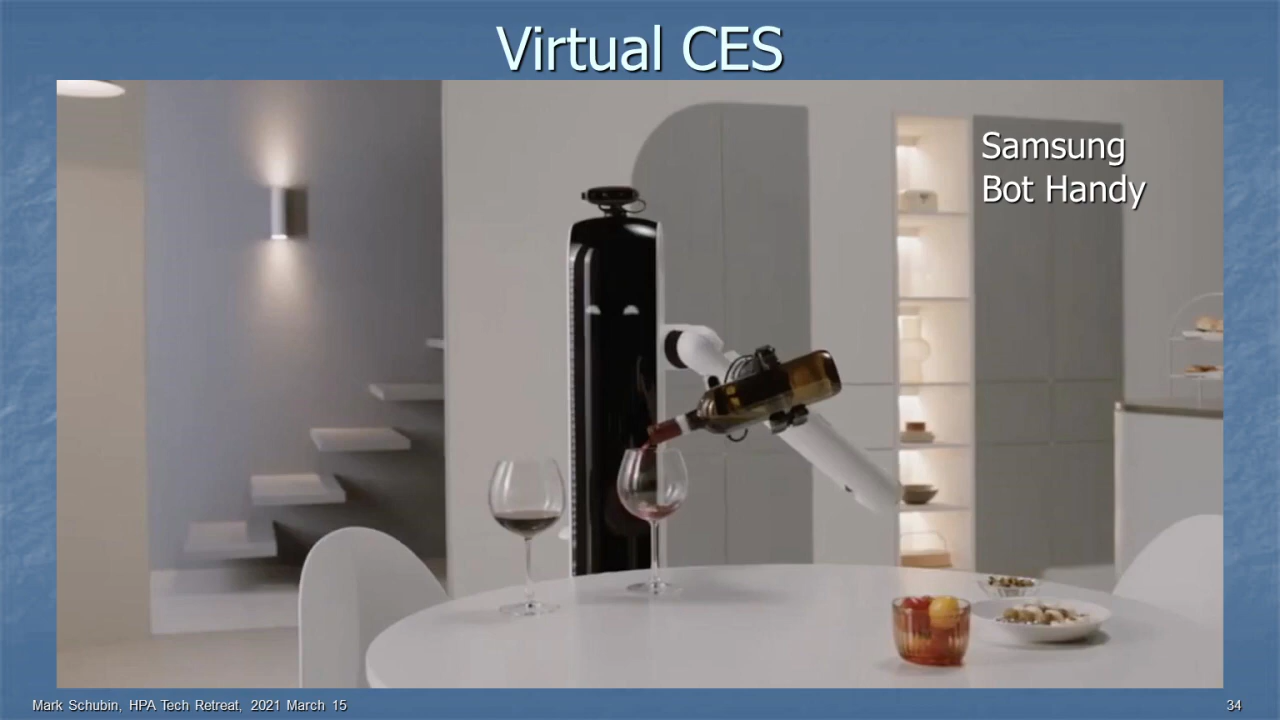 Virtual CES
Samsung
Bot Handy
Mark Schubin, HPA Tech Retreat, 2021 March 15
34